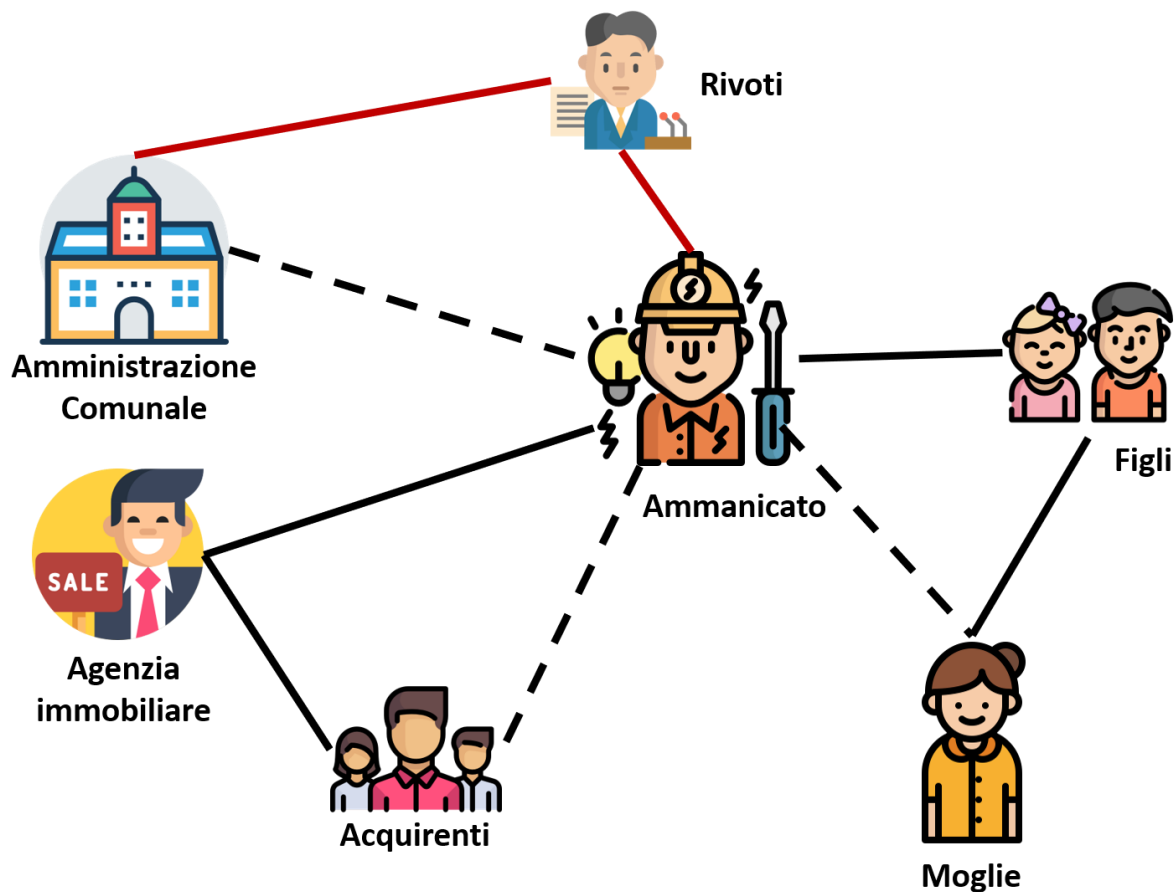 Rivoti
Amministrazione
Comunale
Ammanicato
Figli
SALE
Agenzia
immobiliare
Acquirenti
Moglie